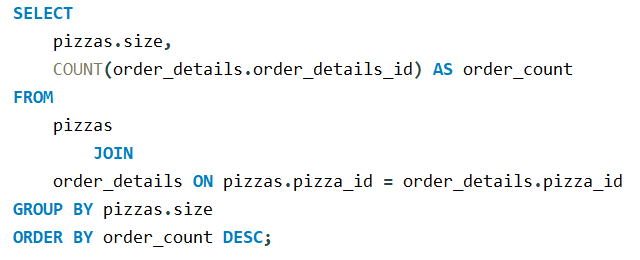 SELECT
pizzas.size,
COUNT(order_details.order_details_id) AS order_count
FROM
pizzas
JOIN
order_details ON pizzas.pizza_id = order_details.pizza_id
GROUP BY pizzas.size
ORDER BY order_count DESC;